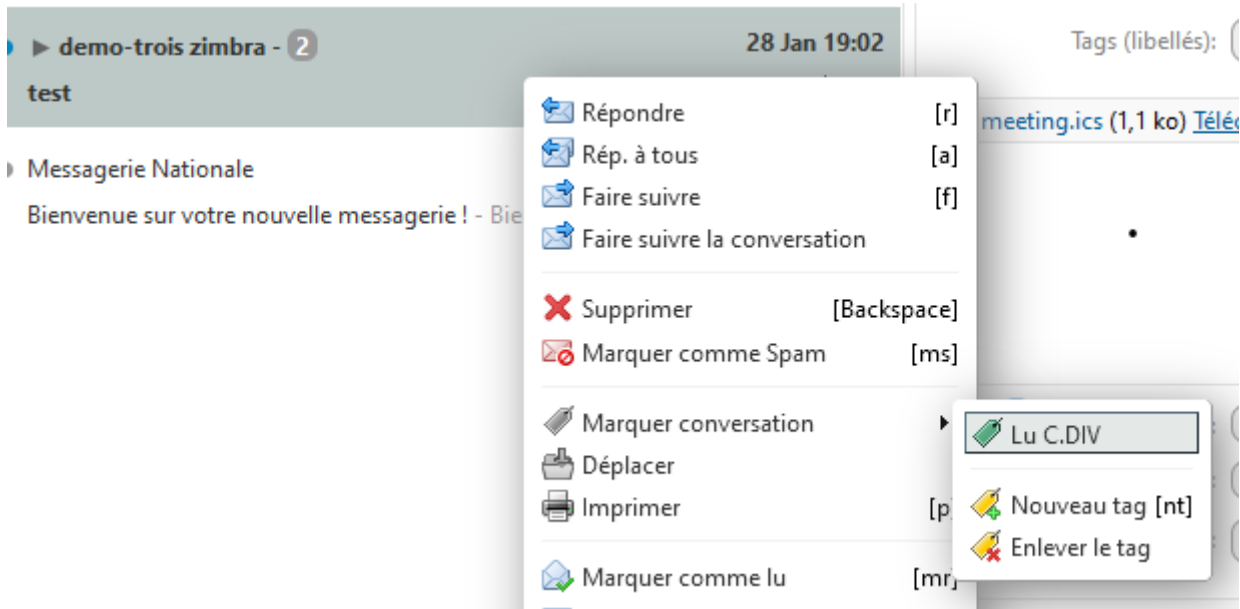 demo-trois zimbra - 2 28 Jan 19:02
test
Messagerie Nationale
Bienvenue sur votre nouvelle messagerie ! - Bie
Tags (libellés):
meeting.ics (1,1 ko) Téléc
Répondre [r]
Rép. à tous [a]
Faire suivre [f]
Faire suivre la conversation
Supprimer [Backspace]
Marquer comme Spam [ms]
Marquer conversation
Déplacer
Imprimer [p]
Marquer comme lu [mr]
Lu C.DIV
Nouveau tag [nt]
Enlever le tag